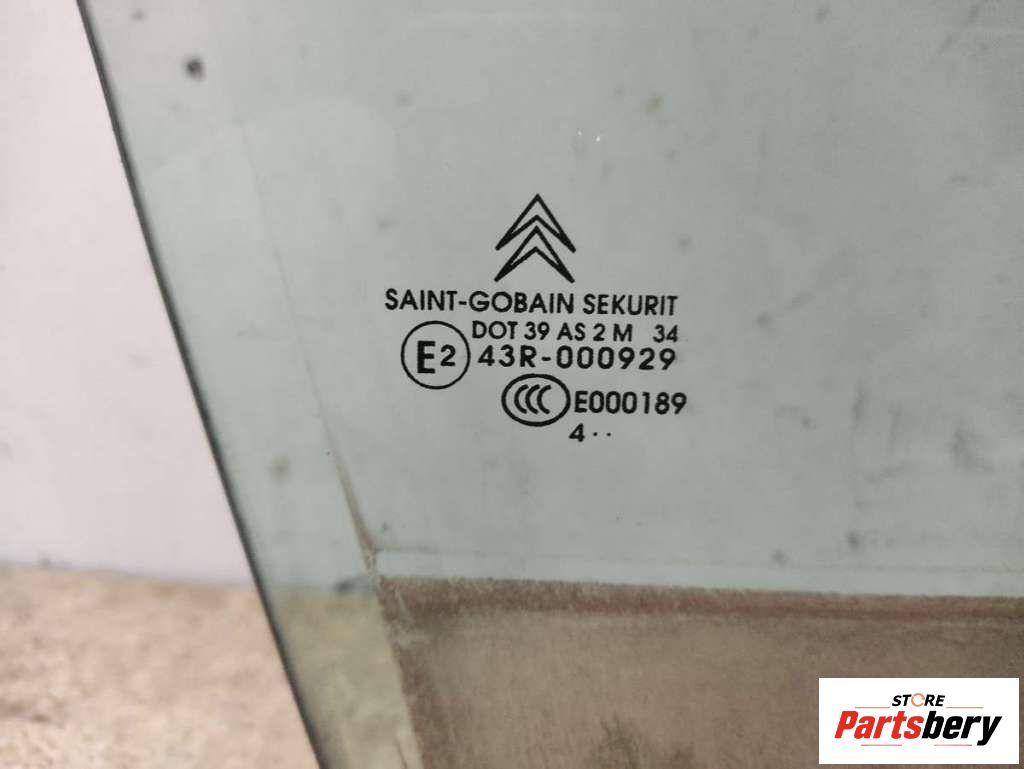 SAINT-GOBAIN SEKURIT
DOT 39 AS 2 M 34
E2 43R-000929
CCC E000189
4 ··
STORE
Partsbery